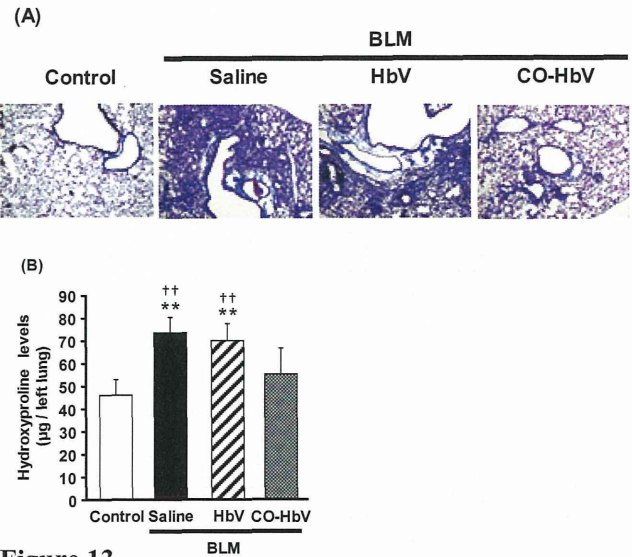 (A)
BLM
Control Saline HbV CO-HbV
(B)
†† ††
** **
90
80
70
60
50
40
30
20
10
0
Hydroxyproline levels
(µg / left lung)
Control Saline HbV CO-HbV
BLM
Figure 13